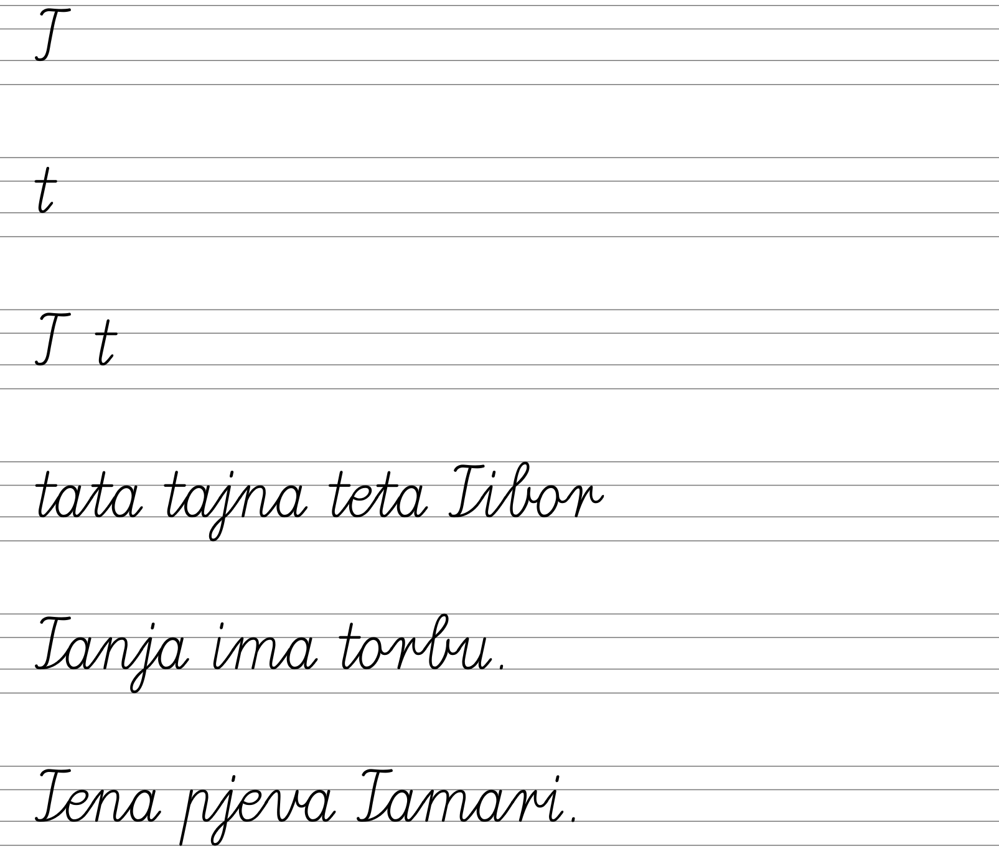 T
t
T t
tata tajna teta Tibor
Tanja ima torbu.
Tena pjeva Tamari.